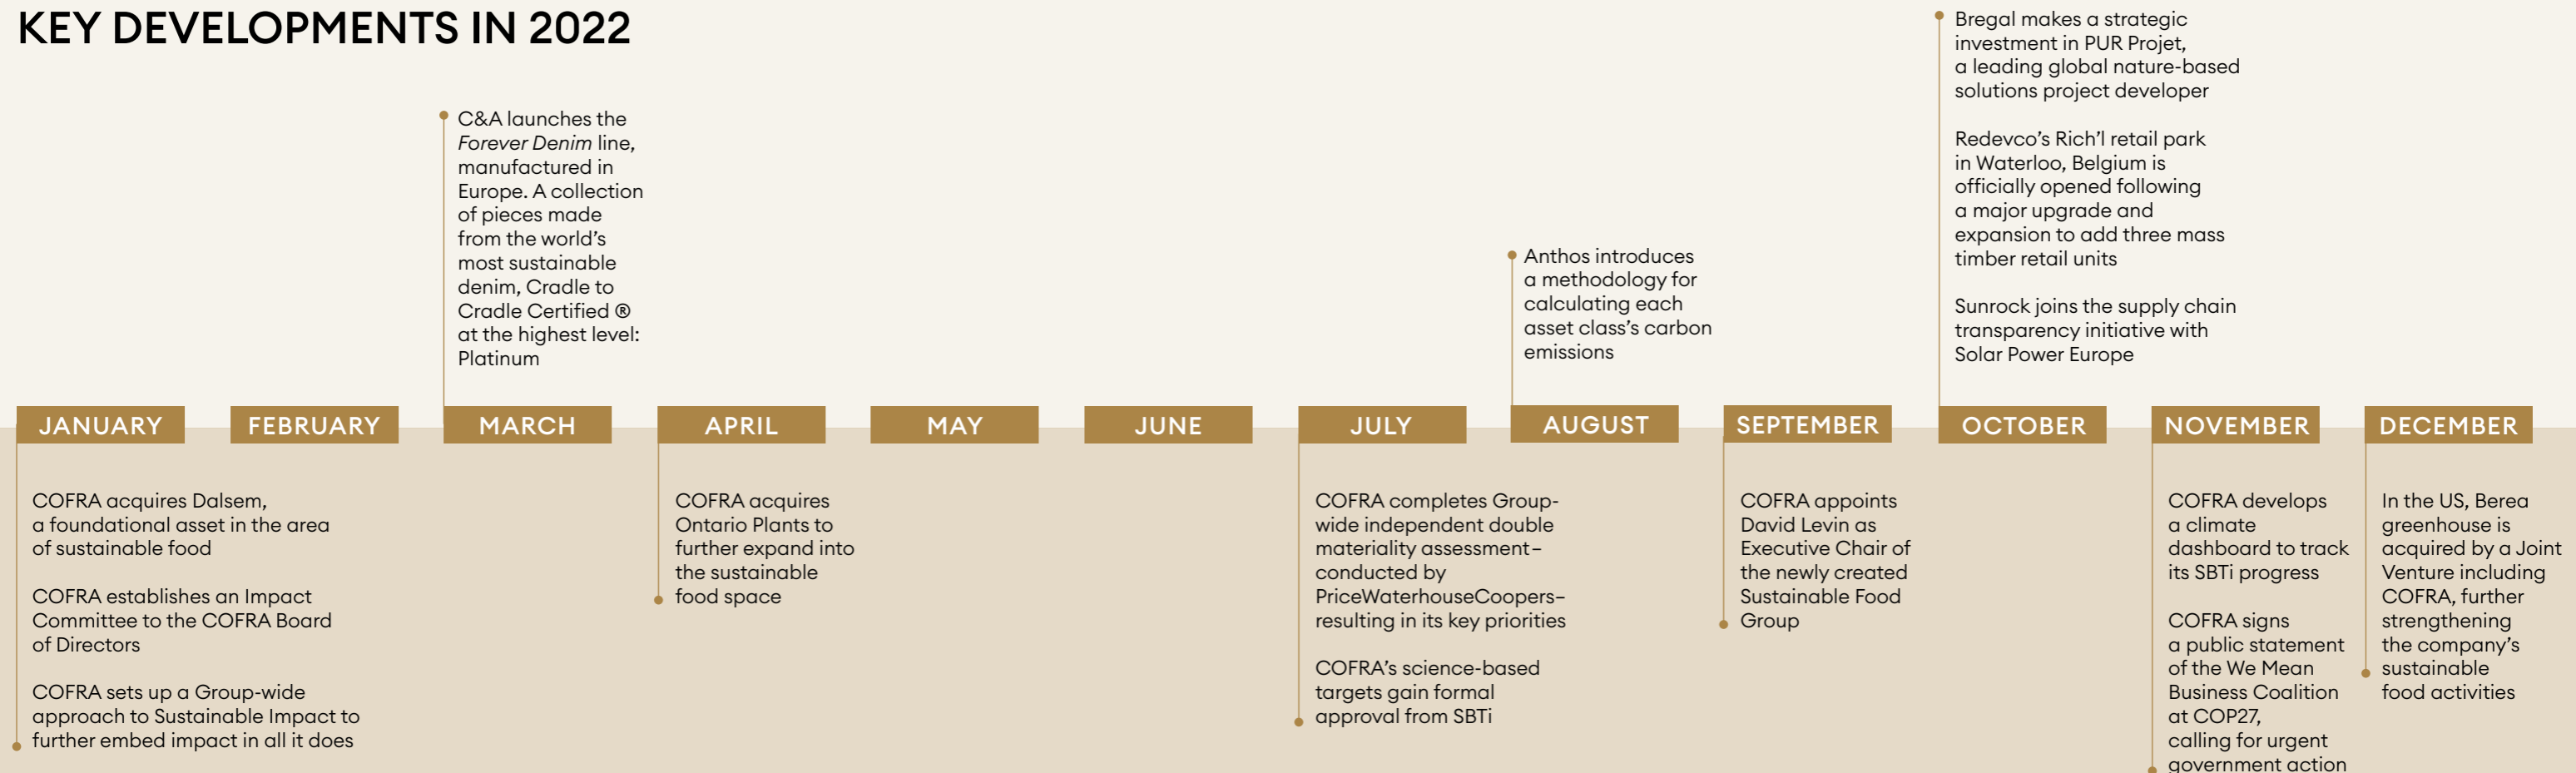 KEY DEVELOPMENTS IN 2022
C&A launches the
Forever Denim line,
manufactured in
Europe. A collection
of pieces made
from the world's
most sustainable
denim, Cradle to
Cradle Certified ®
at the highest level:
Platinum
Anthos introduces
a methodology for
calculating each
asset class's carbon
emissions
Bregal makes a strategic
investment in PUR Projet,
a leading global nature-based
solutions project developer
Redevco's Rich'l retail park
in Waterloo, Belgium is
officially opened following
a major upgrade and
expansion to add three mass
timber retail units
Sunrock joins the supply chain
transparency initiative with
Solar Power Europe
JANUARY
FEBRUARY
MARCH
APRIL
MAY
JUNE
JULY
AUGUST
SEPTEMBER
OCTOBER
NOVEMBER
DECEMBER
COFRA acquires Dalsem,
a foundational asset in the area
of sustainable food
COFRA establishes an Impact
Committee to the COFRA Board
of Directors
COFRA sets up a Group-wide
approach to Sustainable Impact to
further embed impact in all it does
COFRA acquires
Ontario Plants to
further expand into
the sustainable
food space
COFRA completes Group-
wide independent double
materiality assessment–
conducted by
PriceWaterhouseCoopers–
resulting in its key priorities
COFRA's science-based
targets gain formal
approval from SBTi
COFRA appoints
David Levin as
Executive Chair of
the newly created
Sustainable Food
Group
COFRA develops
a climate
dashboard to track
its SBTi progress
COFRA signs
a public statement
of the We Mean
Business Coalition
at COP27,
calling for urgent
government action
In the US, Berea
greenhouse is
acquired by a Joint
Venture including
COFRA, further
strengthening
the company's
sustainable
food activities